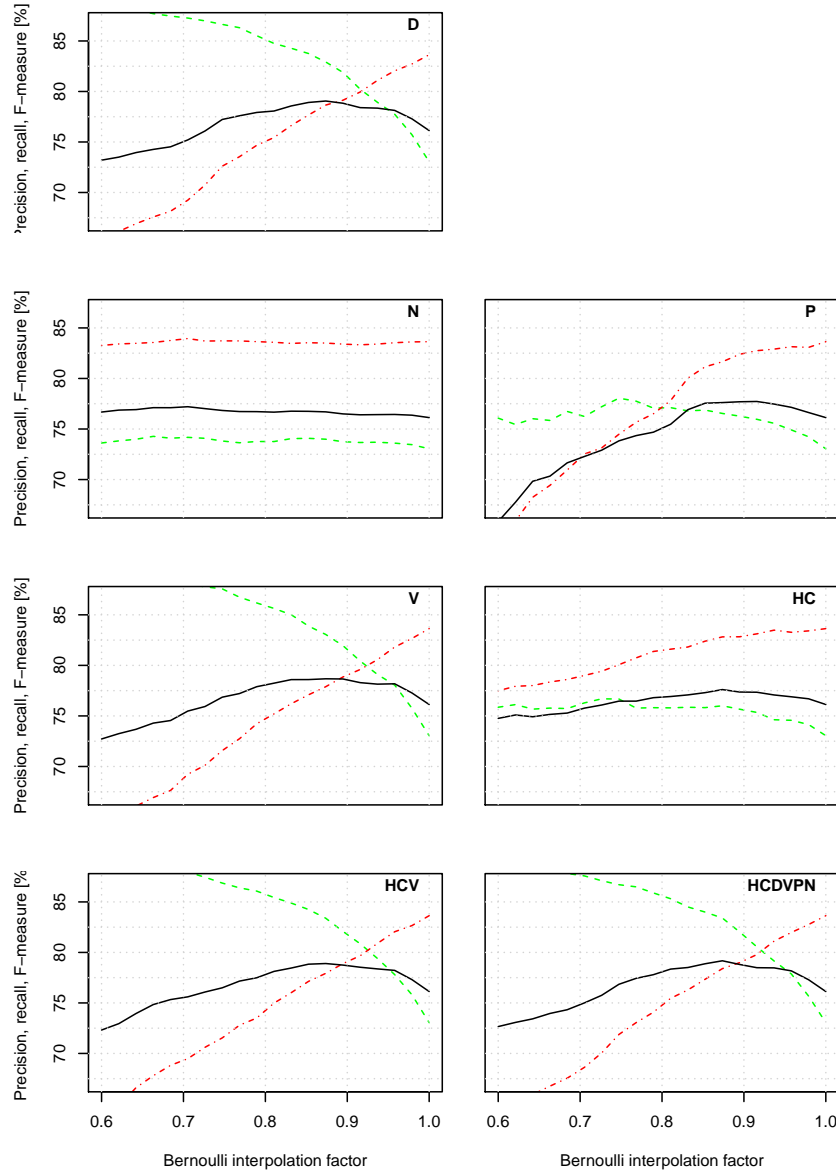 D
Precision, recall, F−measure [%]
85
80
75
70
N
P
Precision, recall, F−measure [%]
85
80
75
70
V
HC
Precision, recall, F−measure [%]
85
80
75
70
HCV
HCDVPN
Precision, recall, F−measure [%
85
80
75
70
0.6 0.7 0.8 0.9 1.0 0.6 0.7 0.8 0.9 1.0
Bernoulli interpolation factor Bernoulli interpolation factor